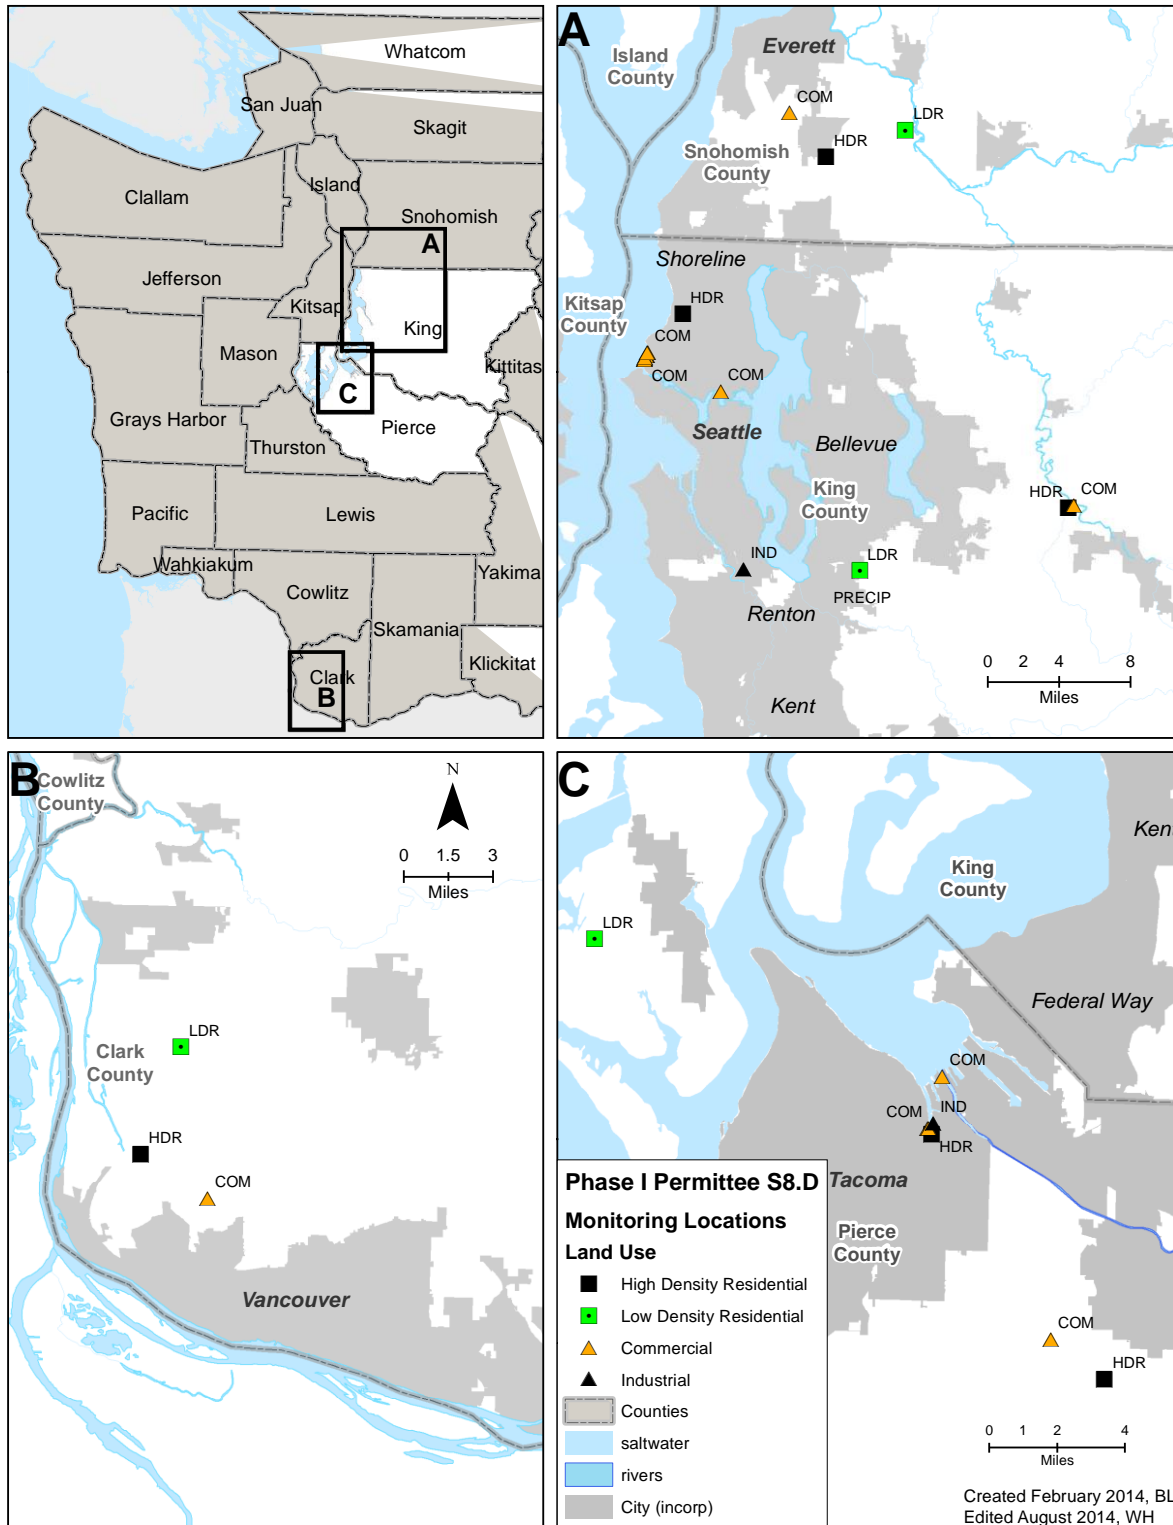 Whatcom
San Juan
Skagit
Island
Clallam
Snohomish
A
Jefferson
Kitsap
King
Mason
Kittitas
C
Grays Harbor
Pierce
Thurston
Pacific
Lewis
Wahkiakum
Yakima
Cowlitz
Skamania
Klickitat
Clark
B
A
Everett
Island
County
COM
LDR
HDR
Snohomish
County
Shoreline
HDR
Kitsap
County
COM
COM
COM
Seattle
Bellevue
King
County
HDR
COM
IND
LDR
PRECIP
Renton
0 2 4 8
Miles
Kent
B
Cowlitz
County
N
0 1.5 3
Miles
LDR
Clark
County
HDR
COM
Vancouver
C
Ken
King
County
LDR
Federal Way
COM
COM
IND
HDR
Tacoma
Pierce
County
COM
HDR
Phase I Permittee S8.D
Monitoring Locations
Land Use
High Density Residential
Low Density Residential
Commercial
Industrial
Counties
saltwater
rivers
City (incorp)
0 1 2 4
Miles
Created February 2014, BL
Edited August 2014, WH